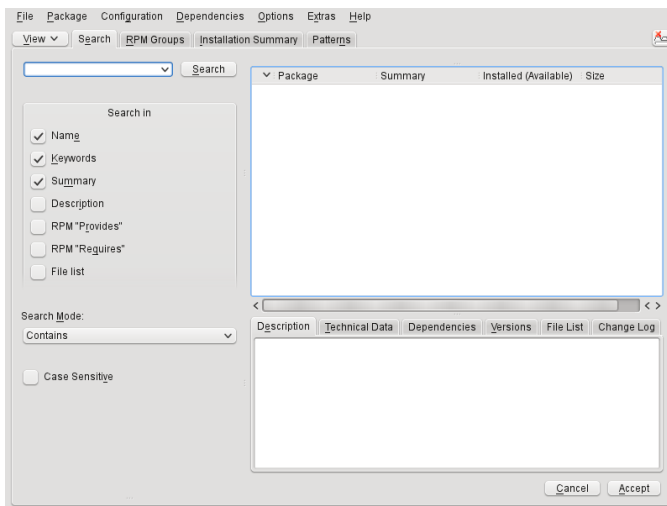 File Package Configuration Dependencies Options Extras Help
View Search RPM Groups Installation Summary Patterns
Search
Package Summary Installed (Available) Size
Search in
Name
Keywords
Summary
Description
RPM "Provides"
RPM "Requires"
File list
Search Mode:
Contains
Case Sensitive
Description Technical Data Dependencies Versions File List Change Log
Cancel Accept